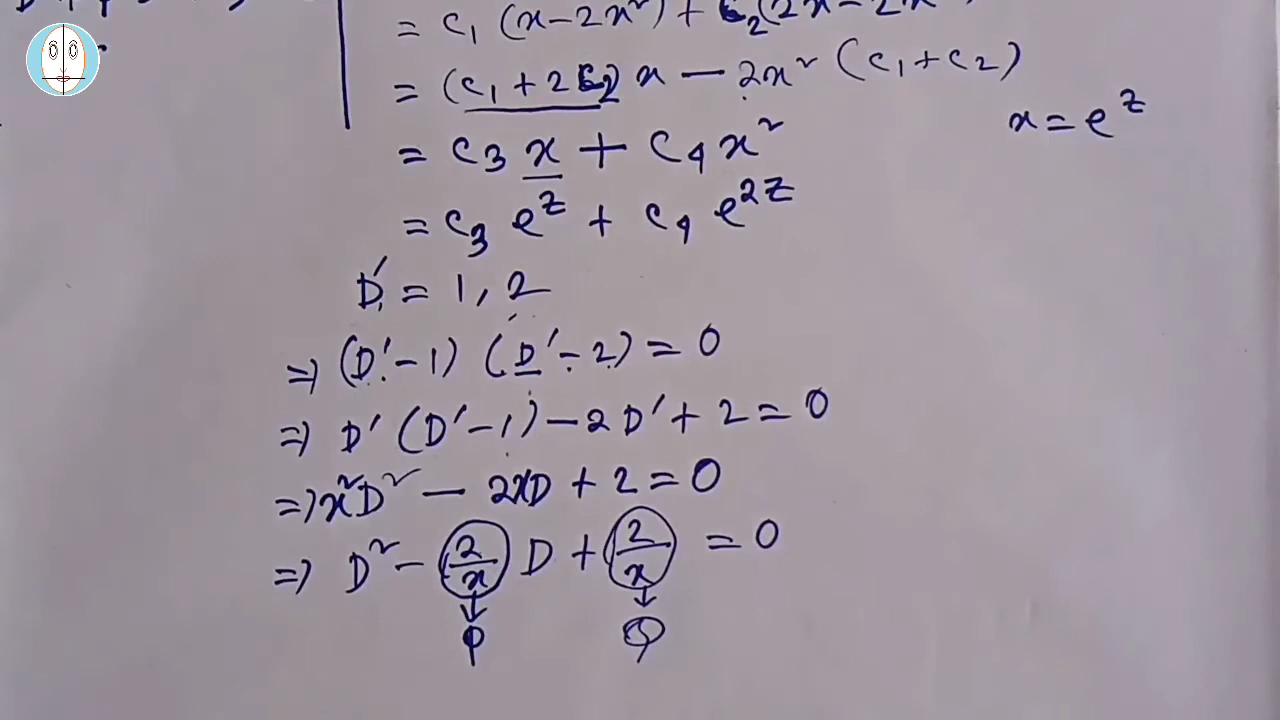 = c₁ (x-2x²) + c₂(2x-2x
= (c₁ + 2c₂) x - 2x² (c₁+c₂)
x = e^z
= c₃ x + c₄ x²
= c₃ e^z + c₄ e^2z
D' = 1, 2
⇒ (D'-1) (D'-2) = 0
⇒ D' (D'-1) - 2D' + 2 = 0
⇒ x²D² - 2xD + 2 = 0
⇒ D² - 2/x D + 2/x = 0
P Q